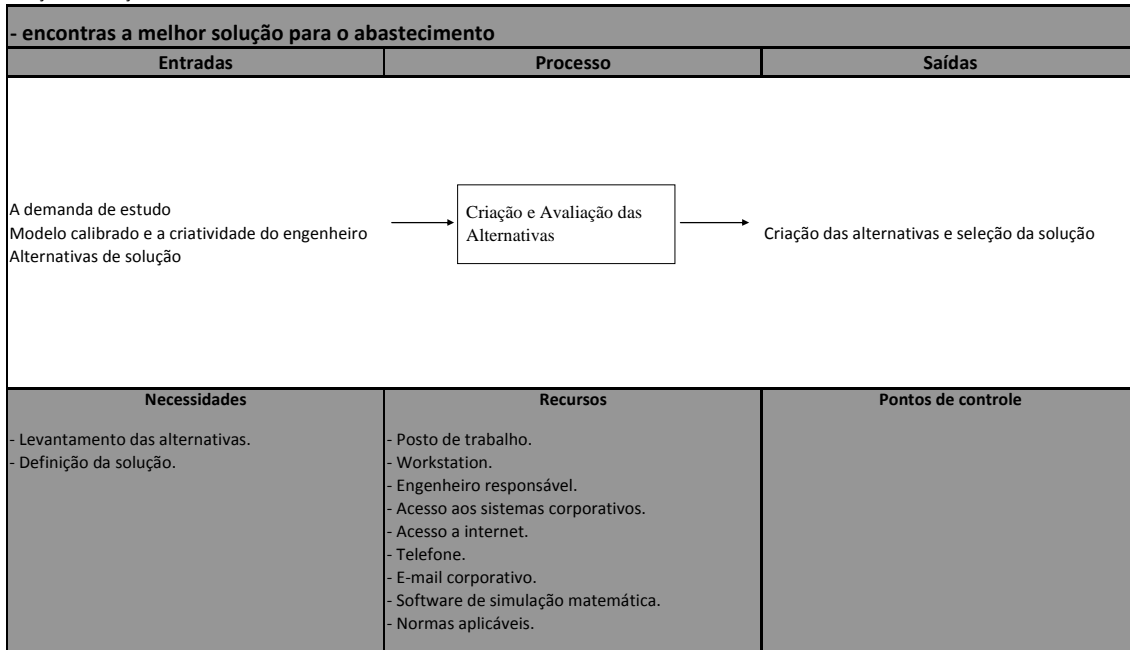 - encontras a melhor solução para o abastecimento
Entradas
Processo
Saídas
A demanda de estudo
Modelo calibrado e a criatividade do engenheiro
Alternativas de solução
Criação e Avaliação das
Alternativas
Criação das alternativas e seleção da solução
Necessidades
- Levantamento das alternativas.
- Definição da solução.
Recursos
- Posto de trabalho.
- Workstation.
- Engenheiro responsável.
- Acesso aos sistemas corporativos.
- Acesso a internet.
- Telefone.
- E-mail corporativo.
- Software de simulação matemática.
- Normas aplicáveis.
Pontos de controle